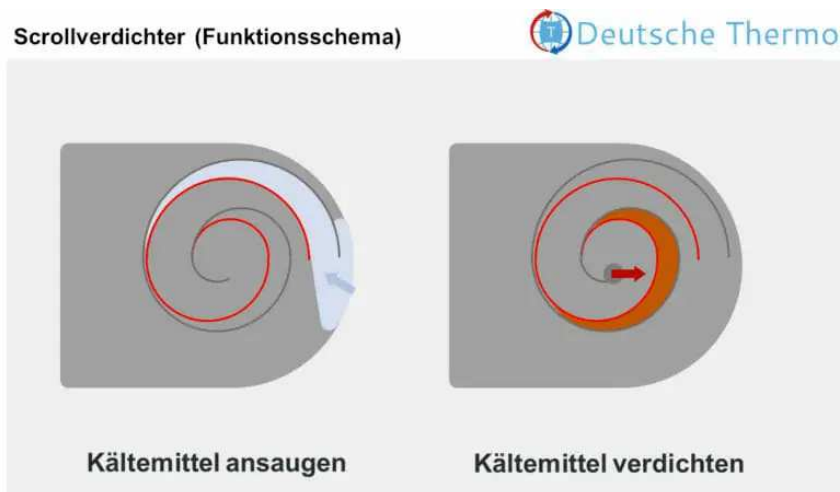 Scrollverdichter (Funktionsschema)
T
Deutsche Thermo
Kältemittel ansaugen
Kältemittel verdichten